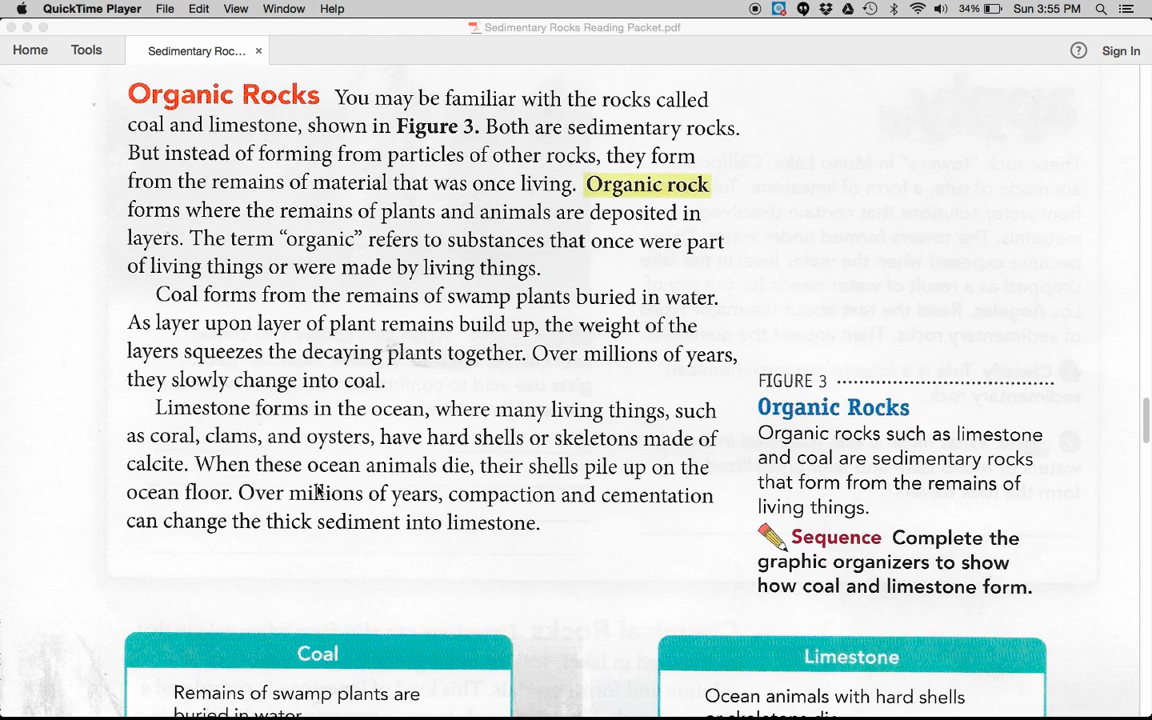 QuickTime Player File Edit View Window Help 34% Sun 3:55 PM
Sedimentary Rocks Reading Packet.pdf
Home Tools Sedimentary Roc... × ? Sign In
Organic Rocks You may be familiar with the rocks called
coal and limestone, shown in Figure 3. Both are sedimentary rocks.
But instead of forming from particles of other rocks, they form
from the remains of material that was once living. Organic rock
forms where the remains of plants and animals are deposited in
layers. The term “organic” refers to substances that once were part
of living things or were made by living things.
Coal forms from the remains of swamp plants buried in water.
As layer upon layer of plant remains build up, the weight of the
layers squeezes the decaying plants together. Over millions of years,
they slowly change into coal.
Limestone forms in the ocean, where many living things, such
as coral, clams, and oysters, have hard shells or skeletons made of
calcite. When these ocean animals die, their shells pile up on the
ocean floor. Over millions of years, compaction and cementation
can change the thick sediment into limestone.
FIGURE 3
Organic Rocks
Organic rocks such as limestone
and coal are sedimentary rocks
that form from the remains of
living things.
Sequence Complete the
graphic organizers to show
how coal and limestone form.
Coal
Remains of swamp plants are
buried in water
Limestone
Ocean animals with hard shells
or skeletons die